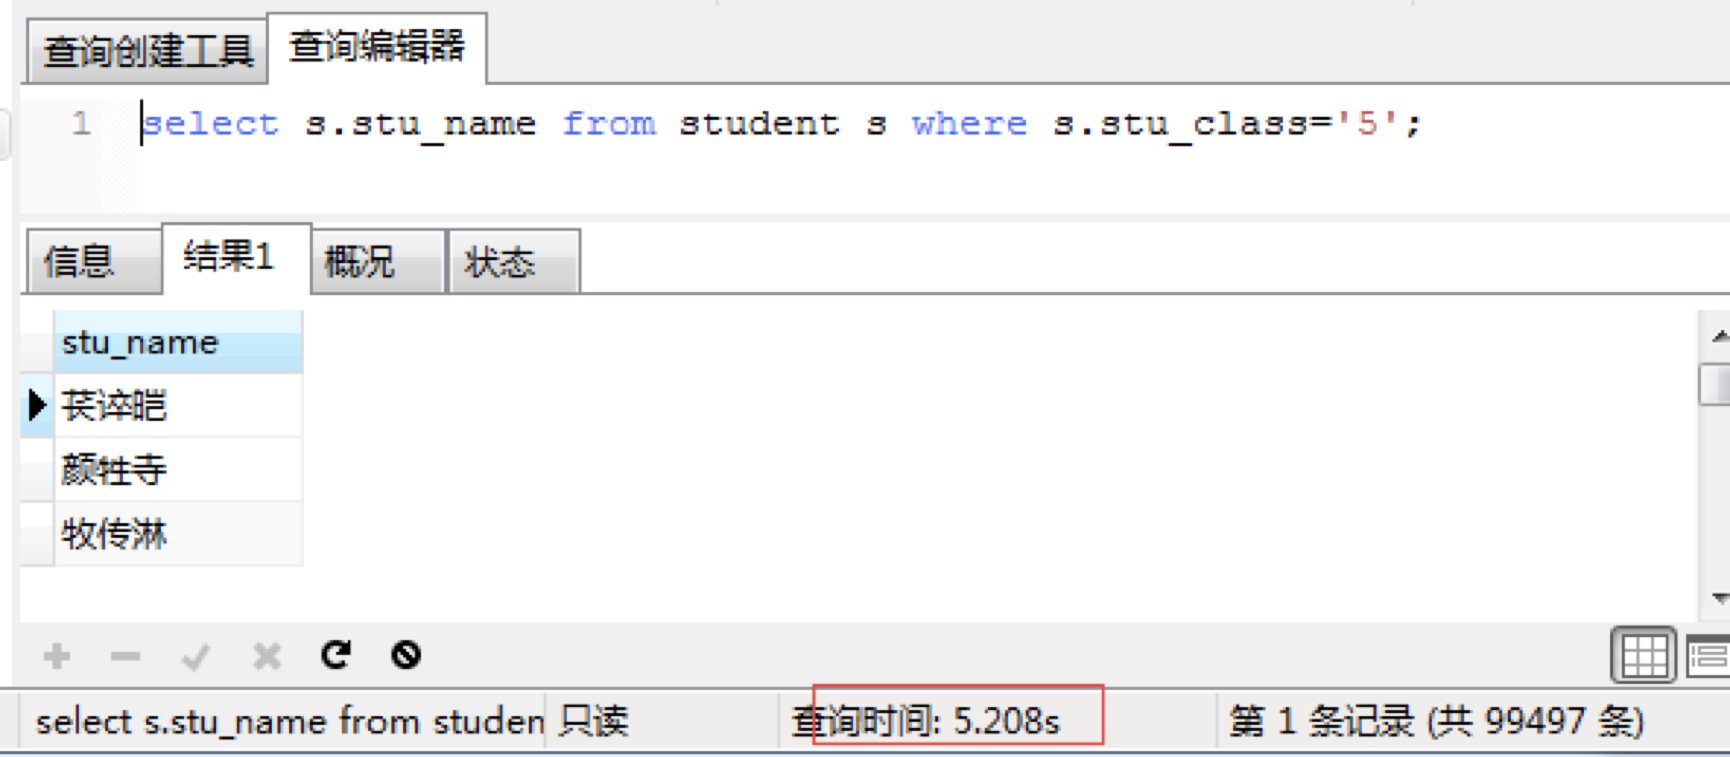 查询创建工具 查询编辑器
1 select s.stu_name from student s where s.stu_class='5';
信息 结果1 概况 状态
stu_name
苂谇暟
颜牲寺
牧传淋
select s.stu_name from studen 只读 查询时间: 5.208s 第 1 条记录 (共 99497 条)